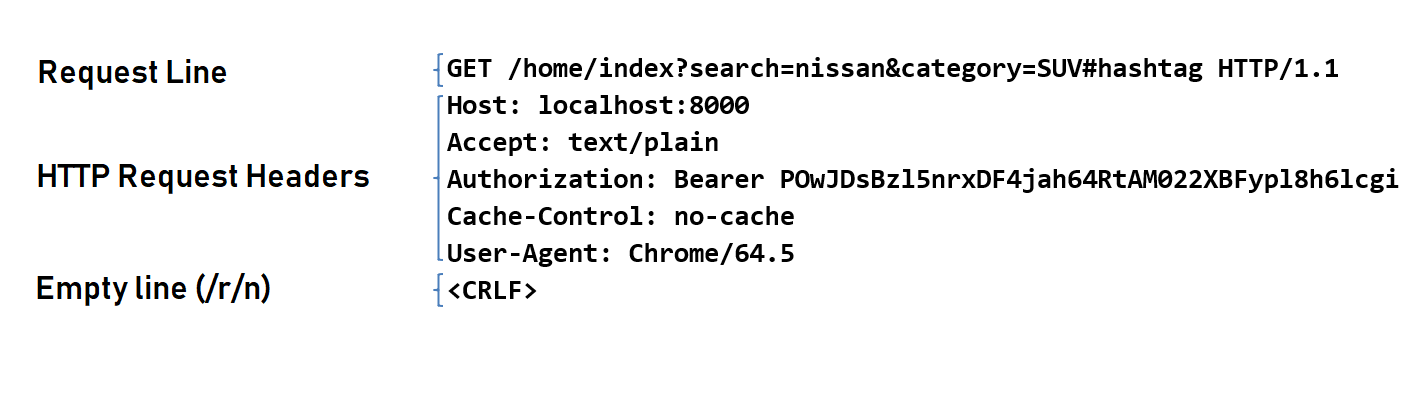 Request Line
GET /home/index?search=nissan&category=SUV#hashtag HTTP/1.1
Host: localhost:8000
Accept: text/plain
HTTP Request Headers
Authorization: Bearer POwJDsBzl5nrxDF4jah64RtAM022XBFypl8h6lcgi
Cache-Control: no-cache
User-Agent: Chrome/64.5
Empty line (/r/n)
<CRLF>